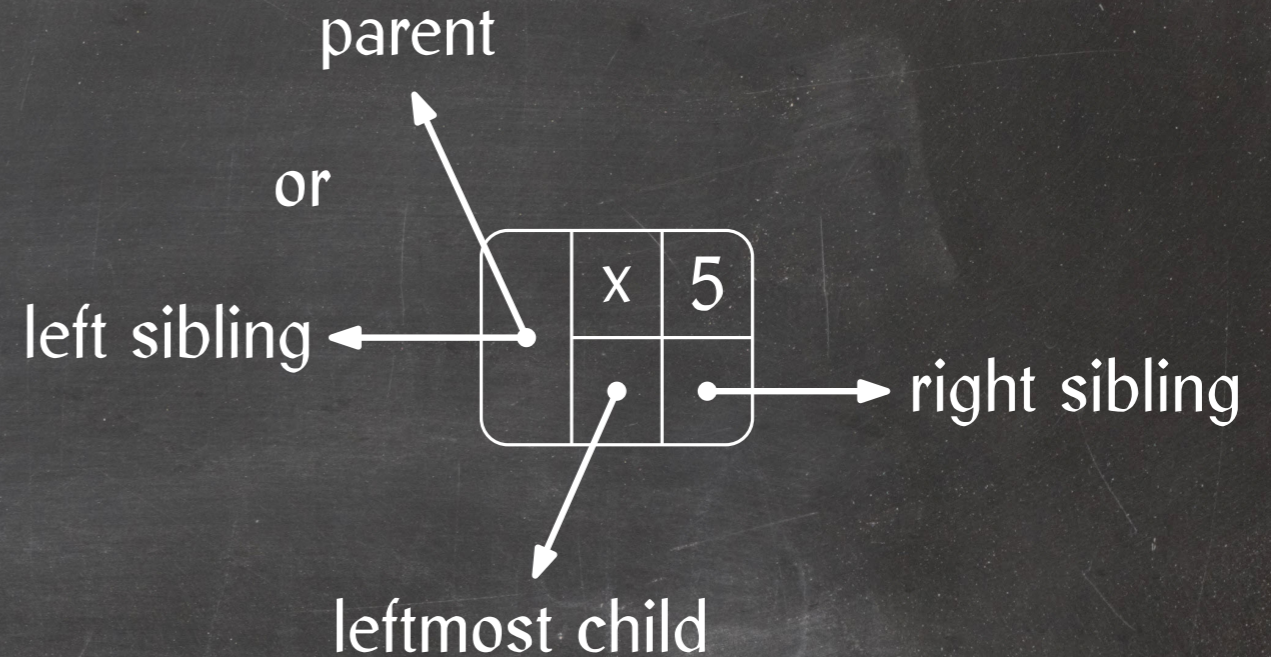 parent
or
x 5
left sibling
right sibling
leftmost child